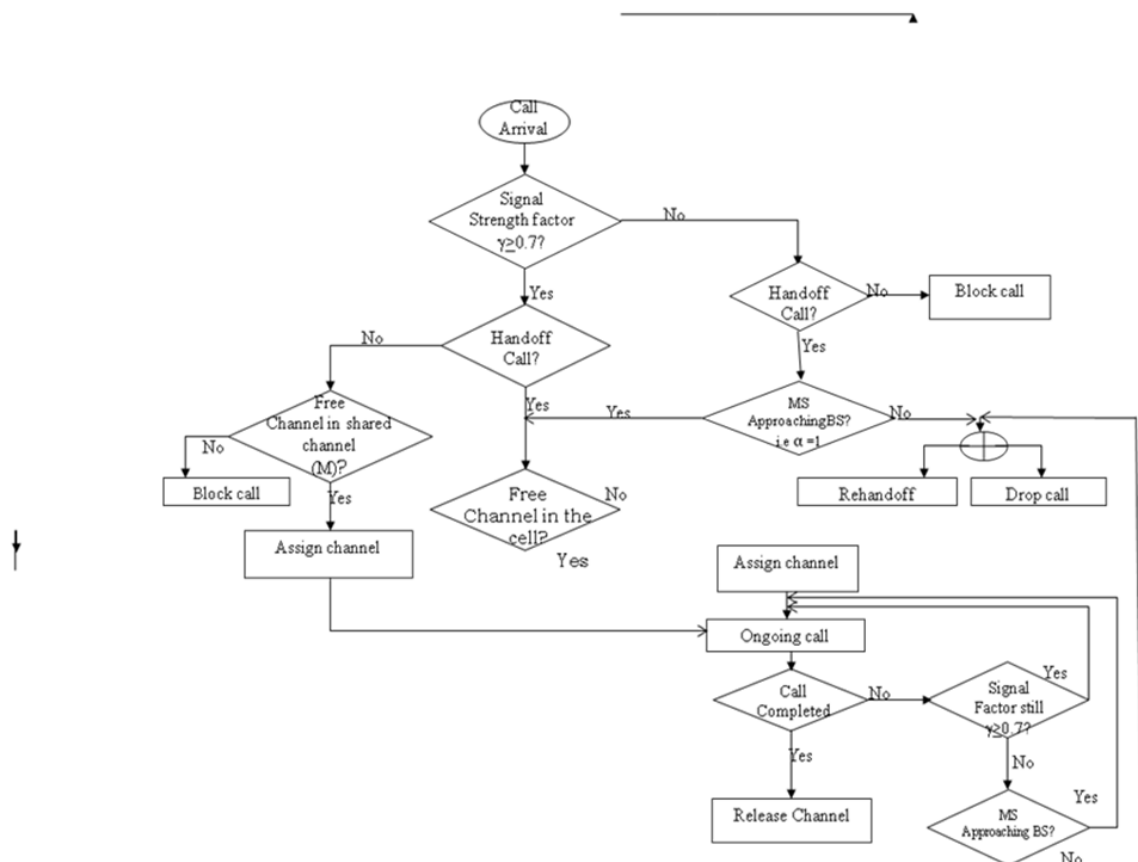 Call
Arrival
Signal
Strength factor
γ≥0.7?
No
Yes
Handoff
Call?
No
Block call
Handoff
Call?
No
Yes
Yes
Free
Channel in shared
channel
(M)?
No
Block call
Yes
Assign channel
Yes
MS
ApproachingBS?
i.e α =1
No
Rehandoff
Drop call
Free
Channel in the
cell?
No
Yes
Assign channel
Ongoing call
Call
Completed
No
Signal
Factor still
γ≥0.7?
Yes
Yes
No
Release Channel
MS
Approaching BS?
Yes
No